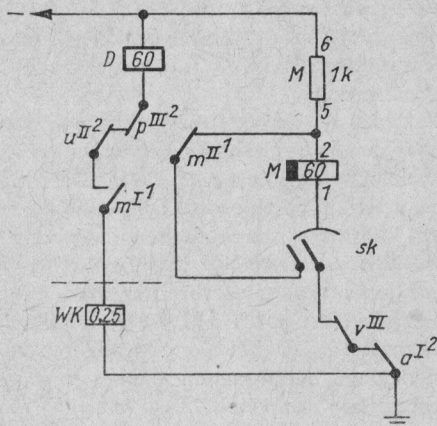 6
D 60
M 1k
5
p III 2
u II 2
m II 1
2
M 60
1
m I 1
sk
WK 0,25
v III
a I 2